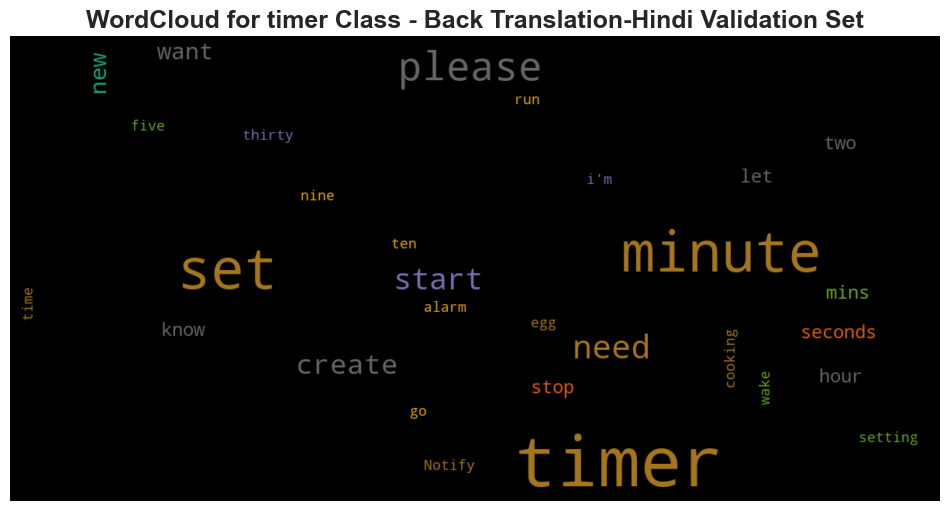 WordCloud for timer Class - Back Translation-Hindi Validation Set
want
please
new
run
five
thirty
two
let
i'm
nine
minute
ten
set
start
mins
time
alarm
egg
know
seconds
need
cooking
create
hour
wake
stop
go
setting
timer
Notify